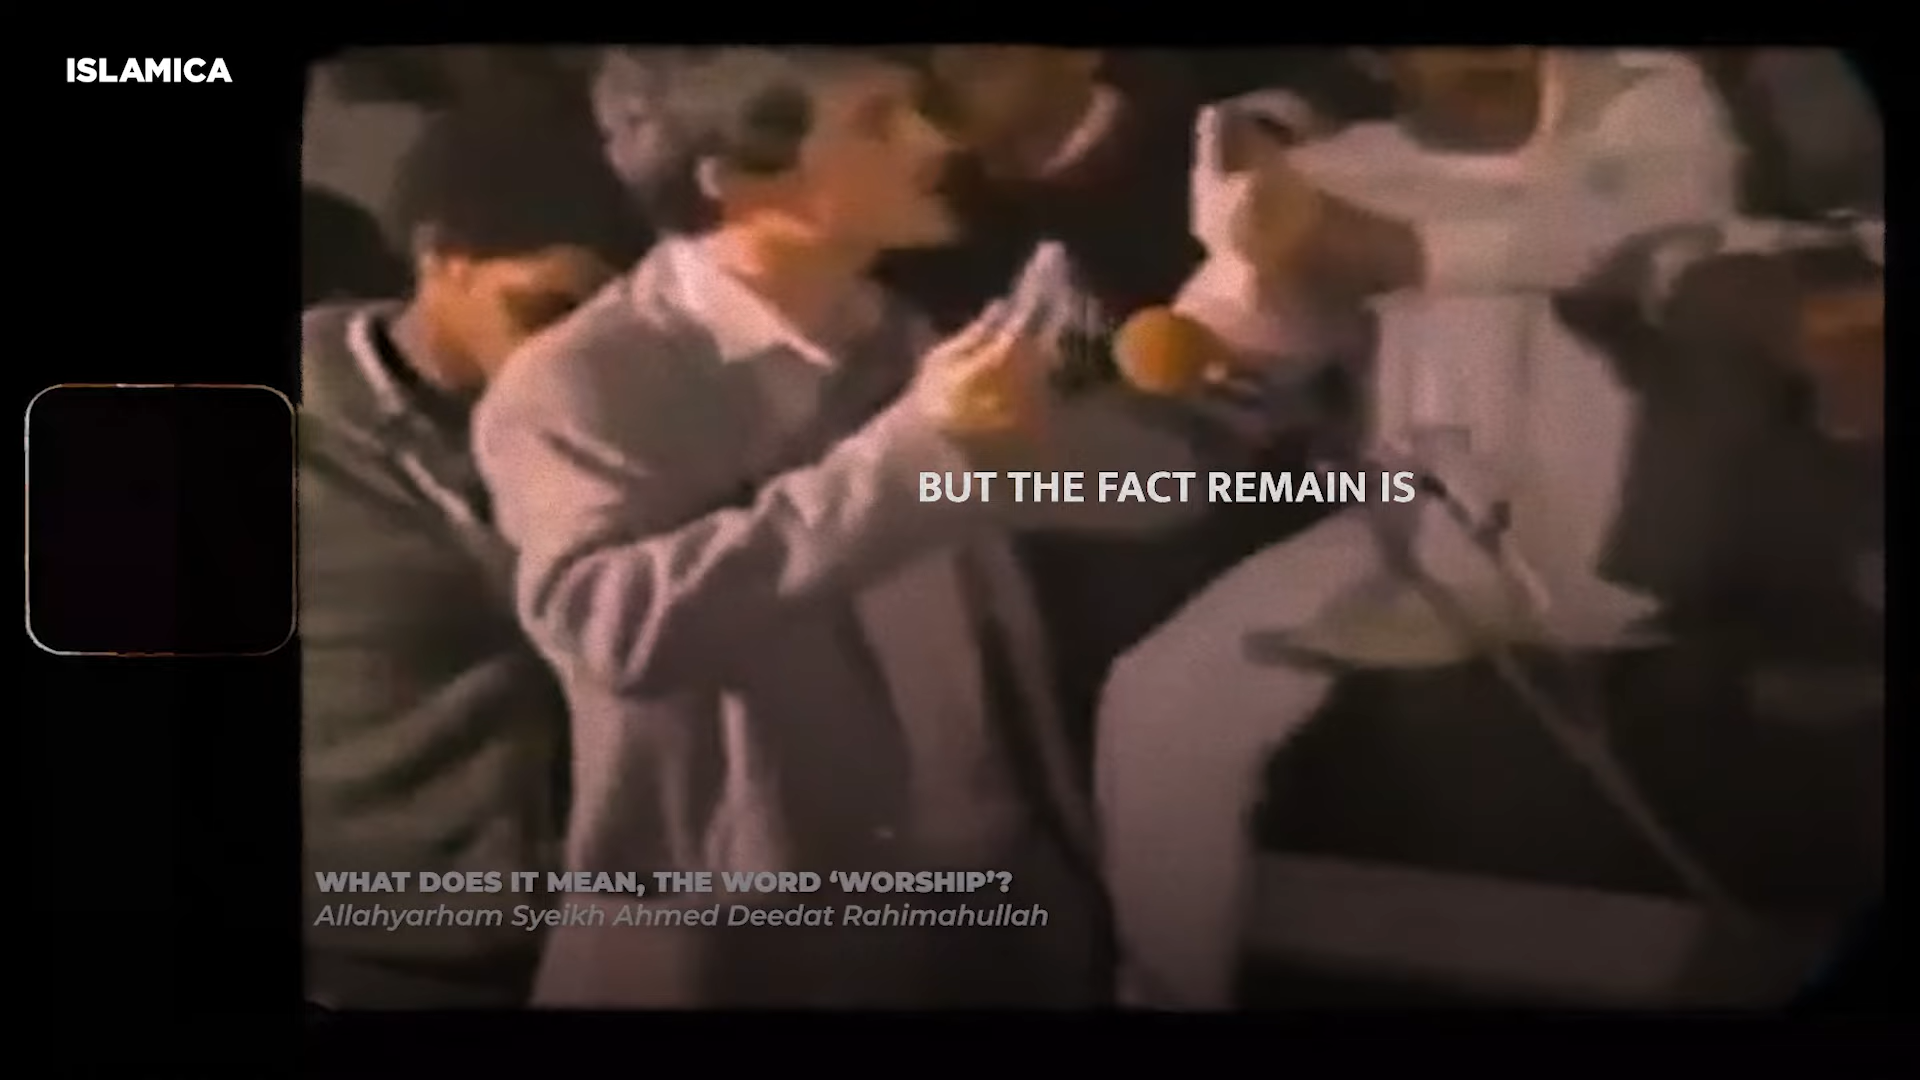 ISLAMICA
BUT THE FACT REMAIN IS
WHAT DOES IT MEAN, THE WORD ‘WORSHIP’?
Allahyarham Syeikh Ahmed Deedat Rahimahullah